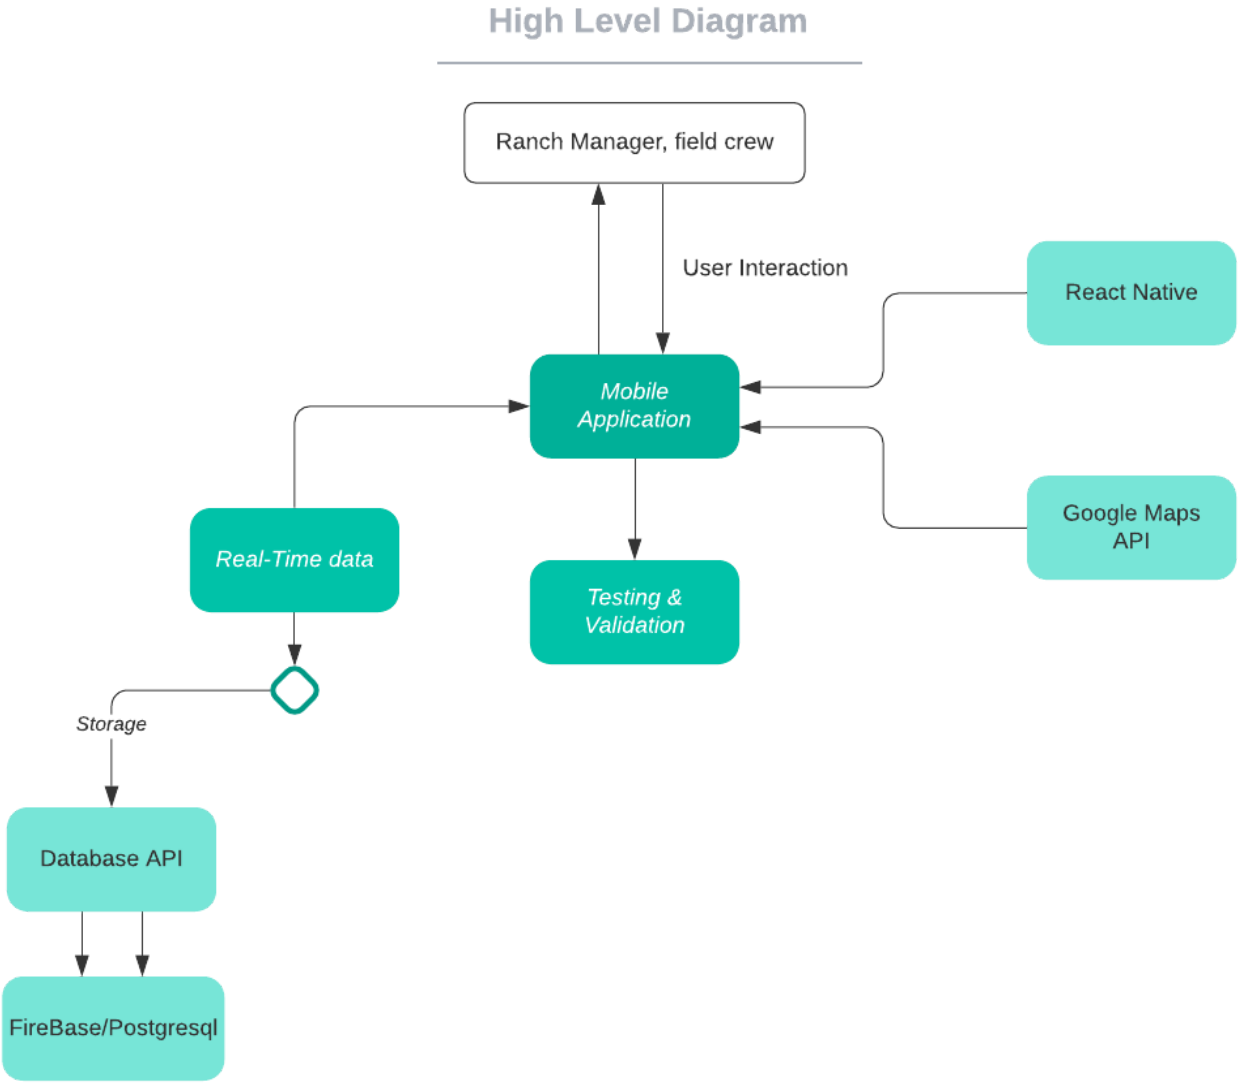 High Level Diagram
Ranch Manager, field crew
User Interaction
React Native
Mobile
Application
Google Maps
API
Real-Time data
Testing &
Validation
Storage
Database API
FireBase/Postgresql